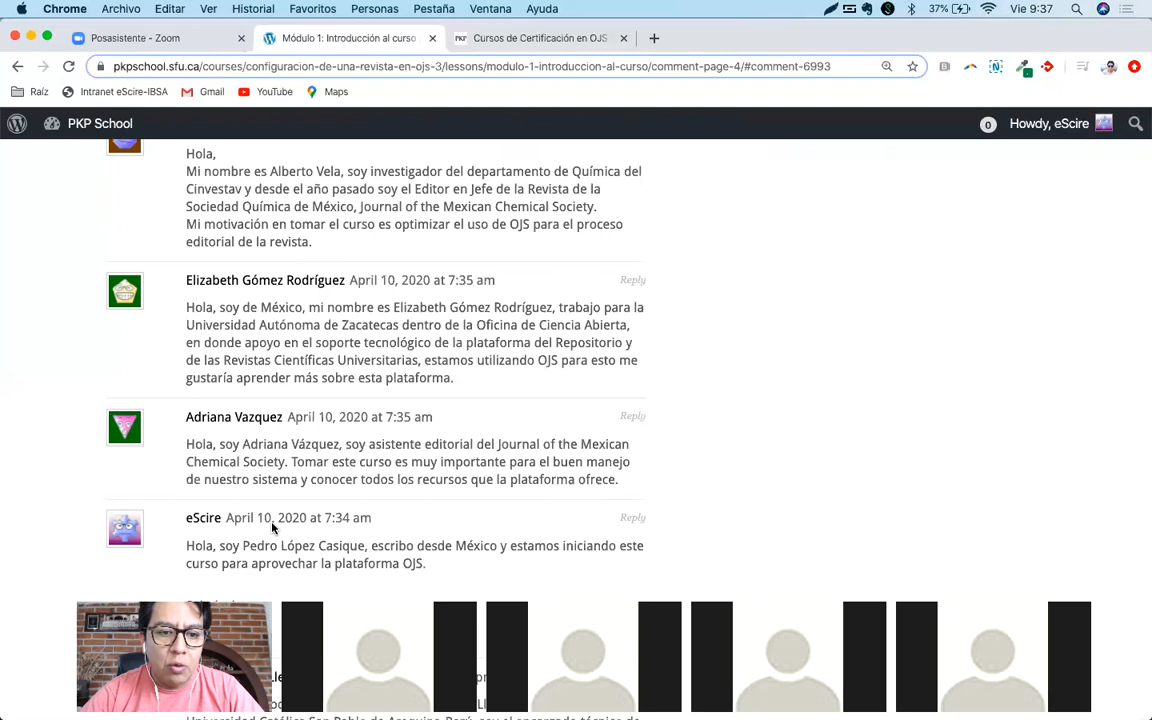 Chrome Archivo Editar Ver Historial Favoritos Personas Pestaña Ventana Ayuda 37% Vie 9:37
Posasistente - Zoom Módulo 1: Introducción al curso Cursos de Certificación en OJS
pkpschool.sfu.ca/courses/configuracion-de-una-revista-en-ojs-3/lessons/modulo-1-introduccion-al-curso/comment-page-4/#comment-6993
Raíz Intranet eScire-IBSA Gmail YouTube Maps
PKP School 0 Howdy, eScire
Hola,
Mi nombre es Alberto Vela, soy investigador del departamento de Química del
Cinvestav y desde el año pasado soy el Editor en Jefe de la Revista de la
Sociedad Química de México, Journal of the Mexican Chemical Society.
Mi motivación en tomar el curso es optimizar el uso de OJS para el proceso
editorial de la revista.
Elizabeth Gómez Rodríguez April 10, 2020 at 7:35 am Reply
Hola, soy de México, mi nombre es Elizabeth Gómez Rodríguez, trabajo para la
Universidad Autónoma de Zacatecas dentro de la Oficina de Ciencia Abierta,
en donde apoyo en el soporte tecnológico de la plataforma del Repositorio y
de las Revistas Científicas Universitarias, estamos utilizando OJS para esto me
gustaría aprender más sobre esta plataforma.
Adriana Vazquez April 10, 2020 at 7:35 am Reply
Hola, soy Adriana Vázquez, soy asistente editorial del Journal of the Mexican
Chemical Society. Tomar este curso es muy importante para el buen manejo
de nuestro sistema y conocer todos los recursos que la plataforma ofrece.
eScire April 10, 2020 at 7:34 am Reply
Hola, soy Pedro López Casique, escribo desde México y estamos iniciando este
curso para aprovechar la plataforma OJS.